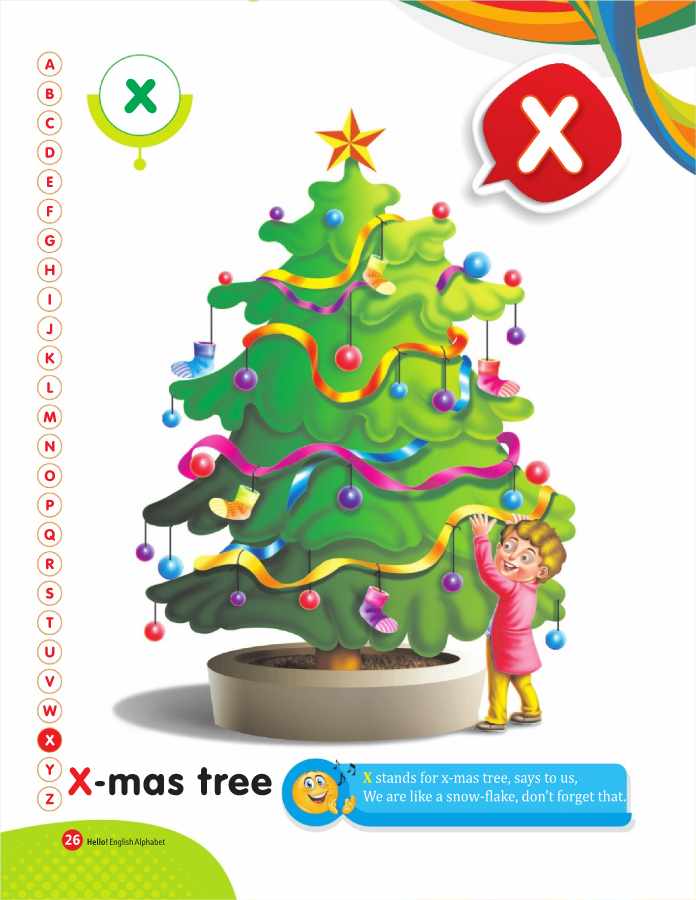 A
B
C
D
E
F
G
H
I
J
K
L
M
N
O
P
Q
R
S
T
U
V
W
X
Y
Z
x
X
X-mas tree
X stands for x-mas tree, says to us,
We are like a snow-flake, don't forget that.
26 Hello! English Alphabet